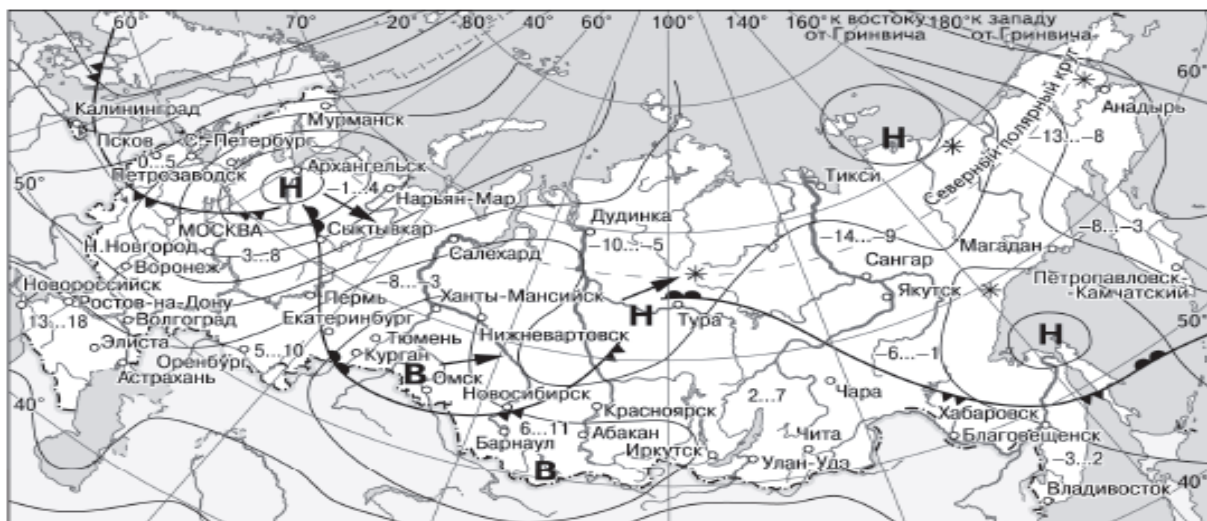 60° 70° 20° 80° 40° 60° 100° 140° 160° к востоку 180° к западу
от Гринвича от Гринвича
60°
Северный полярный круг
Анадырь
–13...–8
Калининград
Мурманск
Псков
С.-Петербург
0...5
Петрозаводск
Архангельск
–1...4
Н
Н
Нарьян-Мар
Тикси
50°
МОСКВА
Сыктывкар
Дудинка
–10...–5
–14...–9
–8...–3
Магадан
Н.Новгород
–3...8
Салехард
Сангар
Воронеж
Петропавловск-
-Камчатский
Новороссийск
–8...–3
Якутск
Ростов-на-Дону
Пермь
Ханты-Мансийск
Н
Тура
50°
13...18
Волгоград
Екатеринбург
Нижневартовск
Н
Элиста
Тюмень
–6...–1
Оренбург
5...10
Курган
Астрахань
В
Омск
Чара
40°
Новосибирск
2...7
Красноярск
Хабаровск
6...11
Барнаул
Абакан
Чита
Благовещенск
Иркутск
Улан-Удэ
–3...2
В
40°
Владивосток